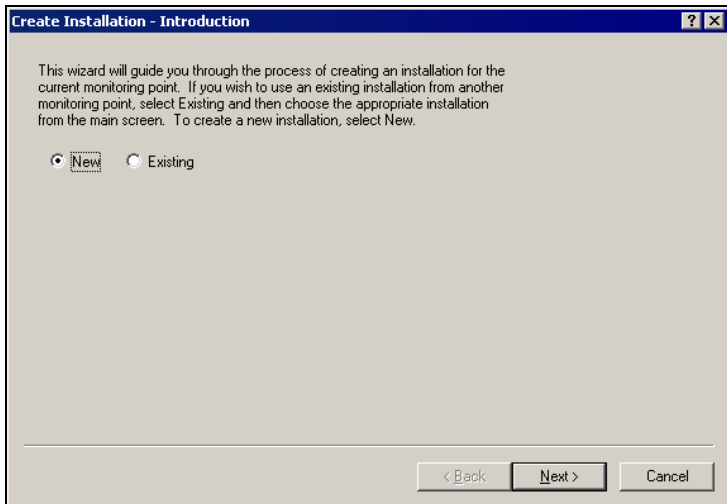 Create Installation - Introduction
This wizard will guide you through the process of creating an installation for the
current monitoring point. If you wish to use an existing installation from another
monitoring point, select Existing and then choose the appropriate installation
from the main screen. To create a new installation, select New.
New Existing
< Back Next > Cancel